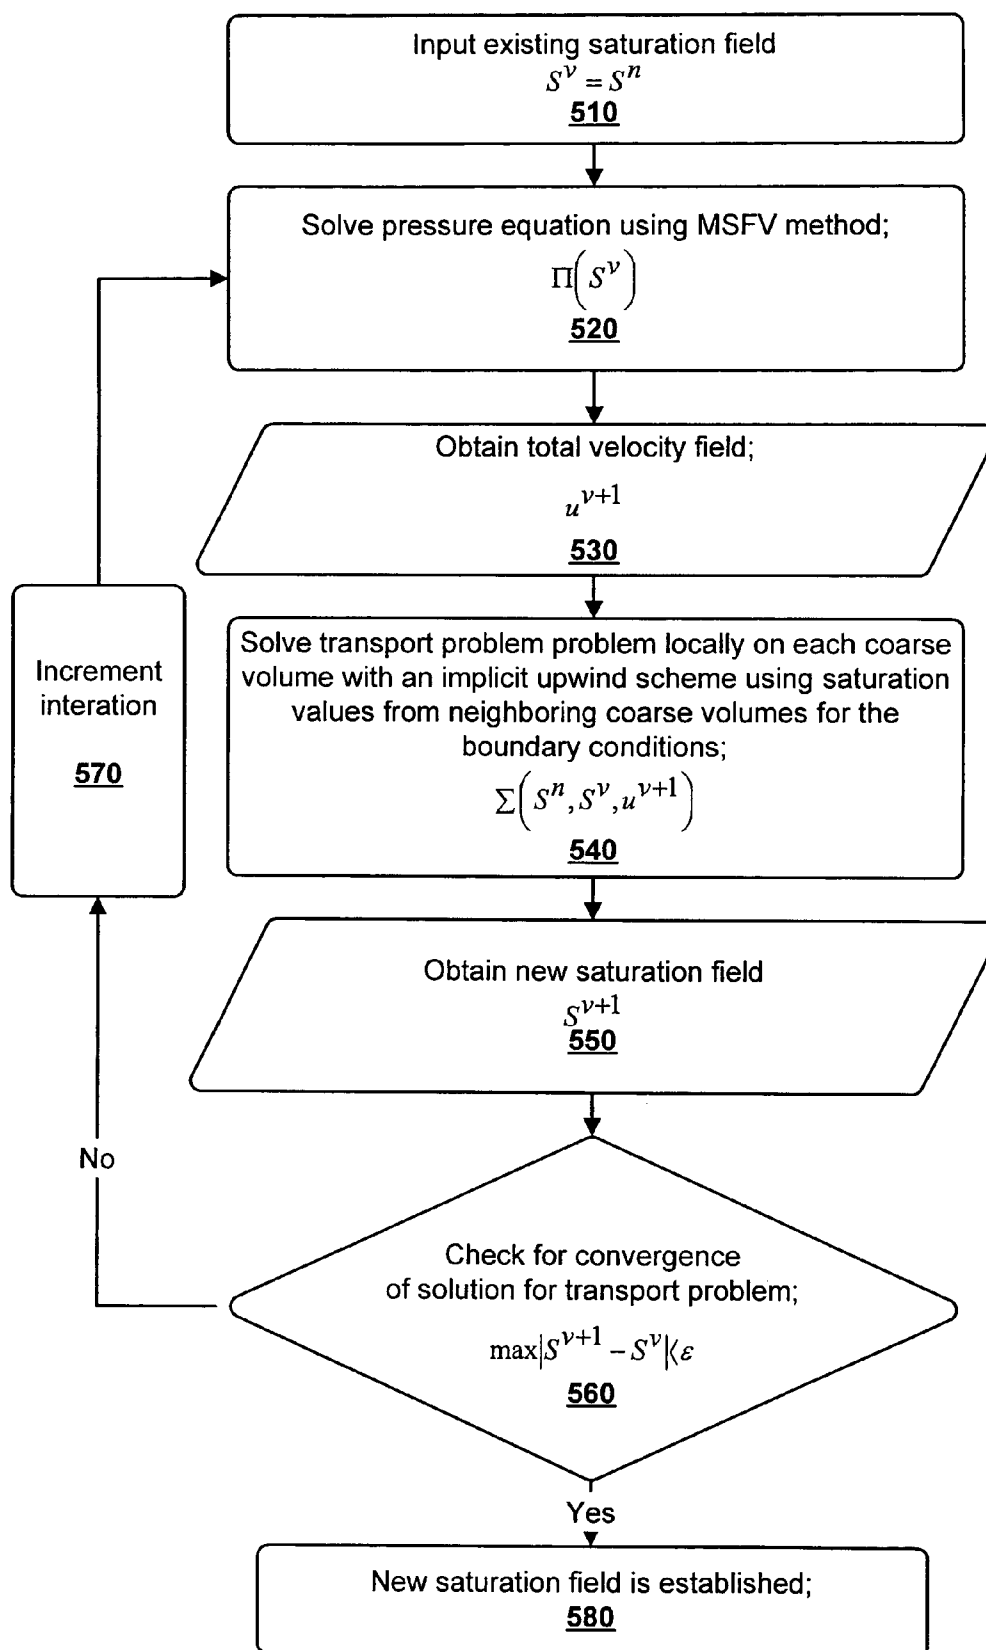 Input existing saturation field
S^ν = S^n
510
Solve pressure equation using MSFV method;
Π(S^ν)
520
Obtain total velocity field;
u^ν+1
530
Solve transport problem problem locally on each coarse
volume with an implicit upwind scheme using saturation
values from neighboring coarse volumes for the
boundary conditions;
Σ(S^n, S^ν, u^ν+1)
540
Increment
interation
570
Obtain new saturation field
S^ν+1
550
No
Check for convergence
of solution for transport problem;
max|S^ν+1 – S^ν|⟨ε
560
Yes
New saturation field is established;
580